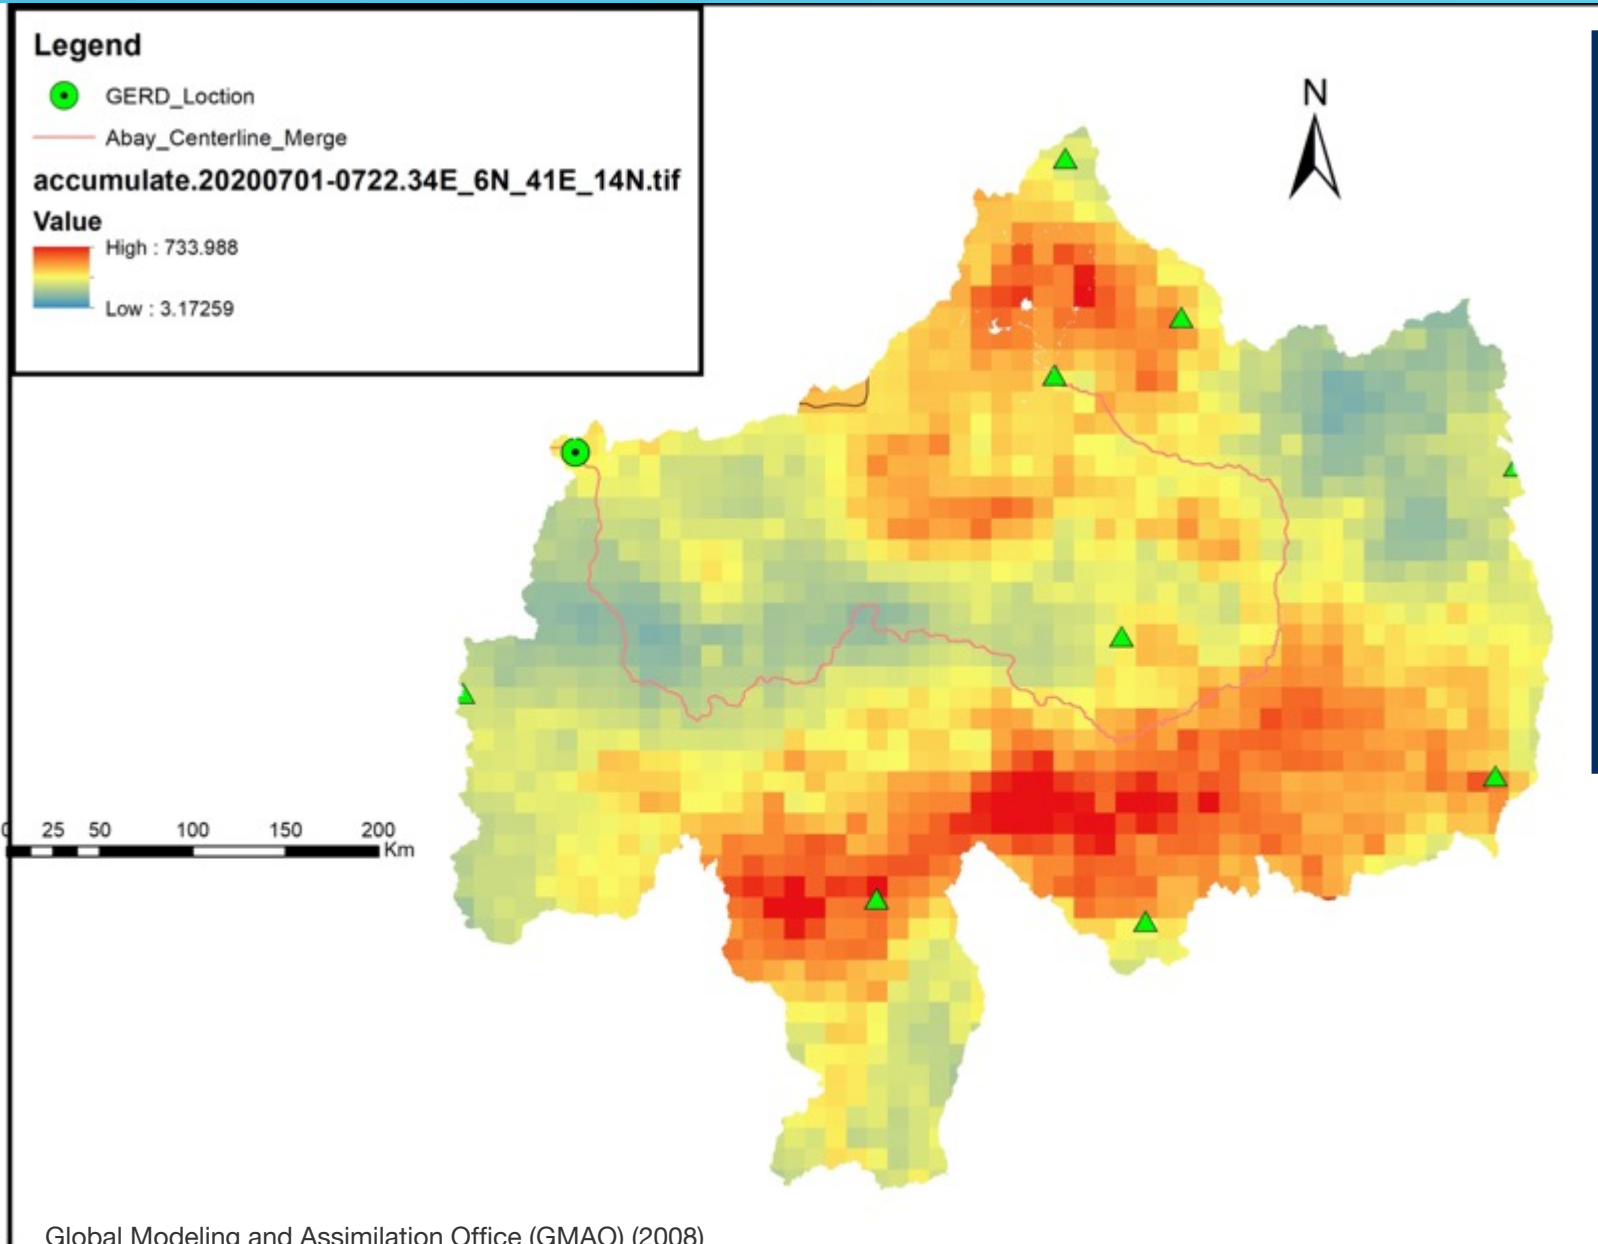 Legend
GERD_Loction
Abay_Centerline_Merge
accumulate.20200701-0722.34E_6N_41E_14N.tif
Value
High : 733.988
Low : 3.17259
N
0 25 50 100 150 200
Km
Global Modeling and Assimilation Office (GMAO) (2008)